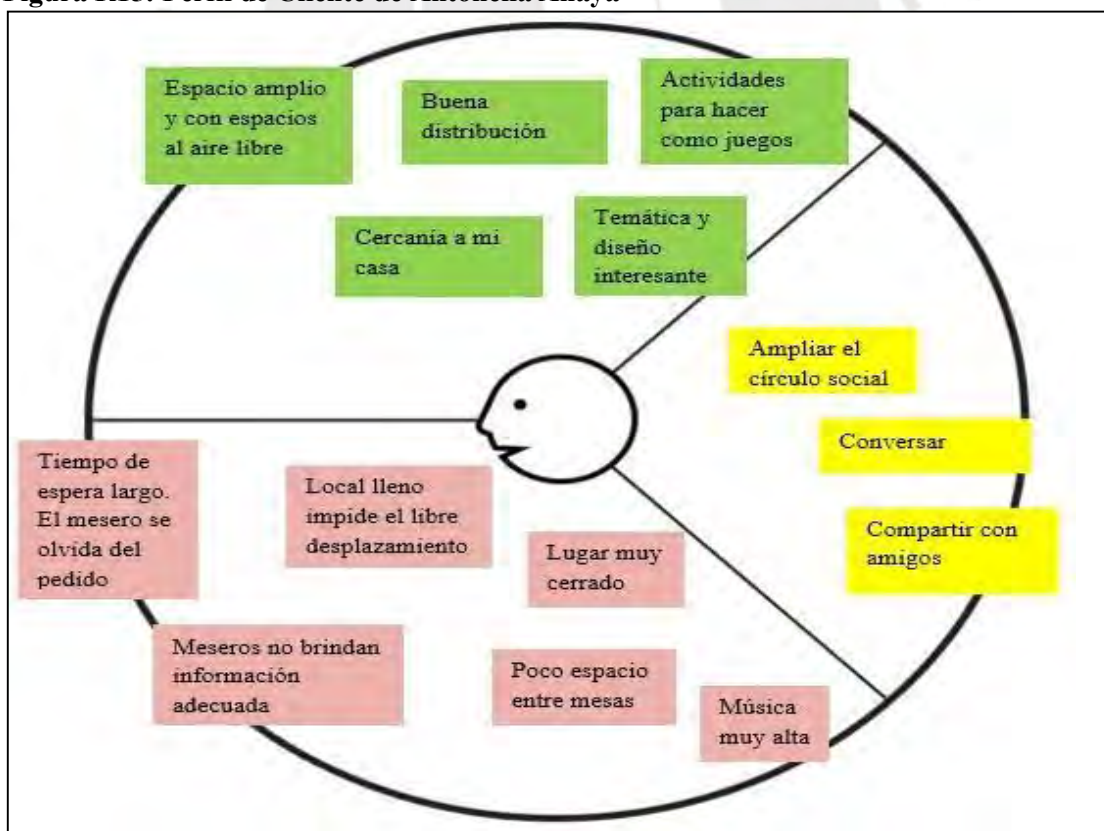 Espacio amplio
y con espacios
al aire libre
Buena
distribución
Actividades
para hacer
como juegos
Cercanía a mi
casa
Temática y
diseño
interesante
Ampliar el
círculo social
Conversar
Compartir con
amigos
Tiempo de
espera largo.
El mesero se
olvida del
pedido
Local lleno
impide el libre
desplazamiento
Lugar muy
cerrado
Meseros no brindan
información
adecuada
Poco espacio
entre mesas
Música
muy alta